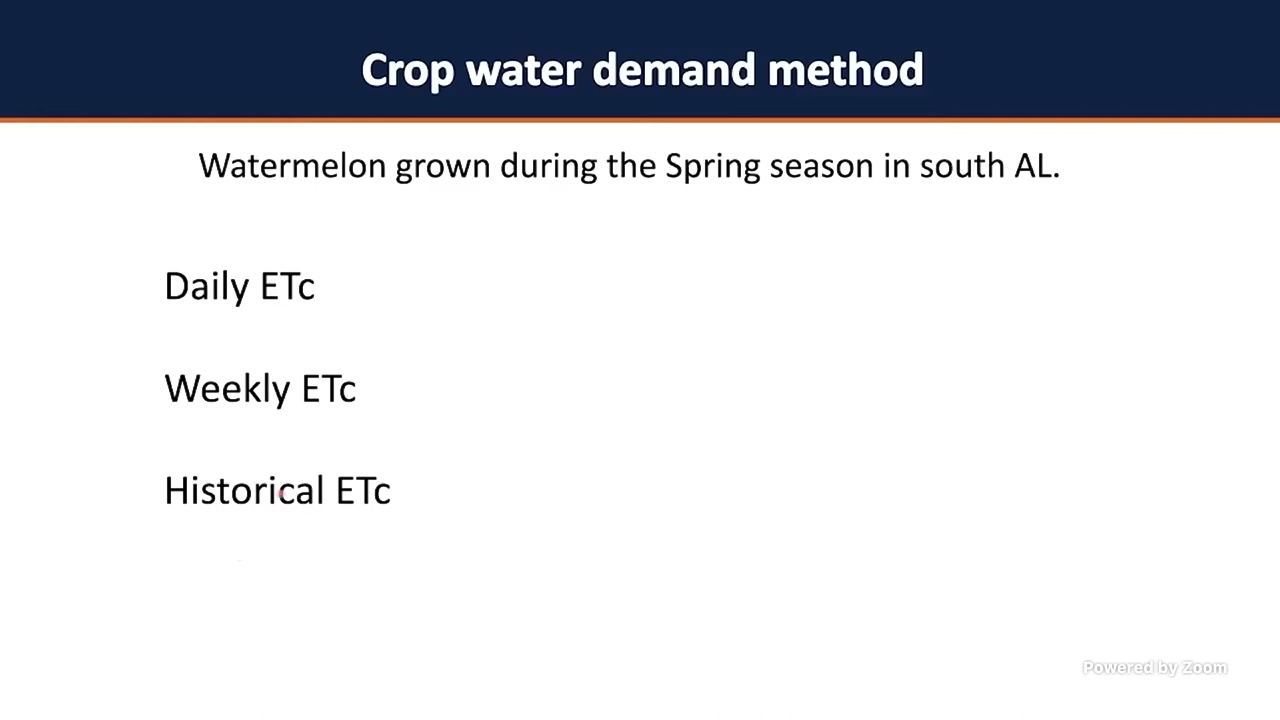 Crop water demand method
Watermelon grown during the Spring season in south AL.
Daily ETc
Weekly ETc
Historical ETc
Powered by Zoom